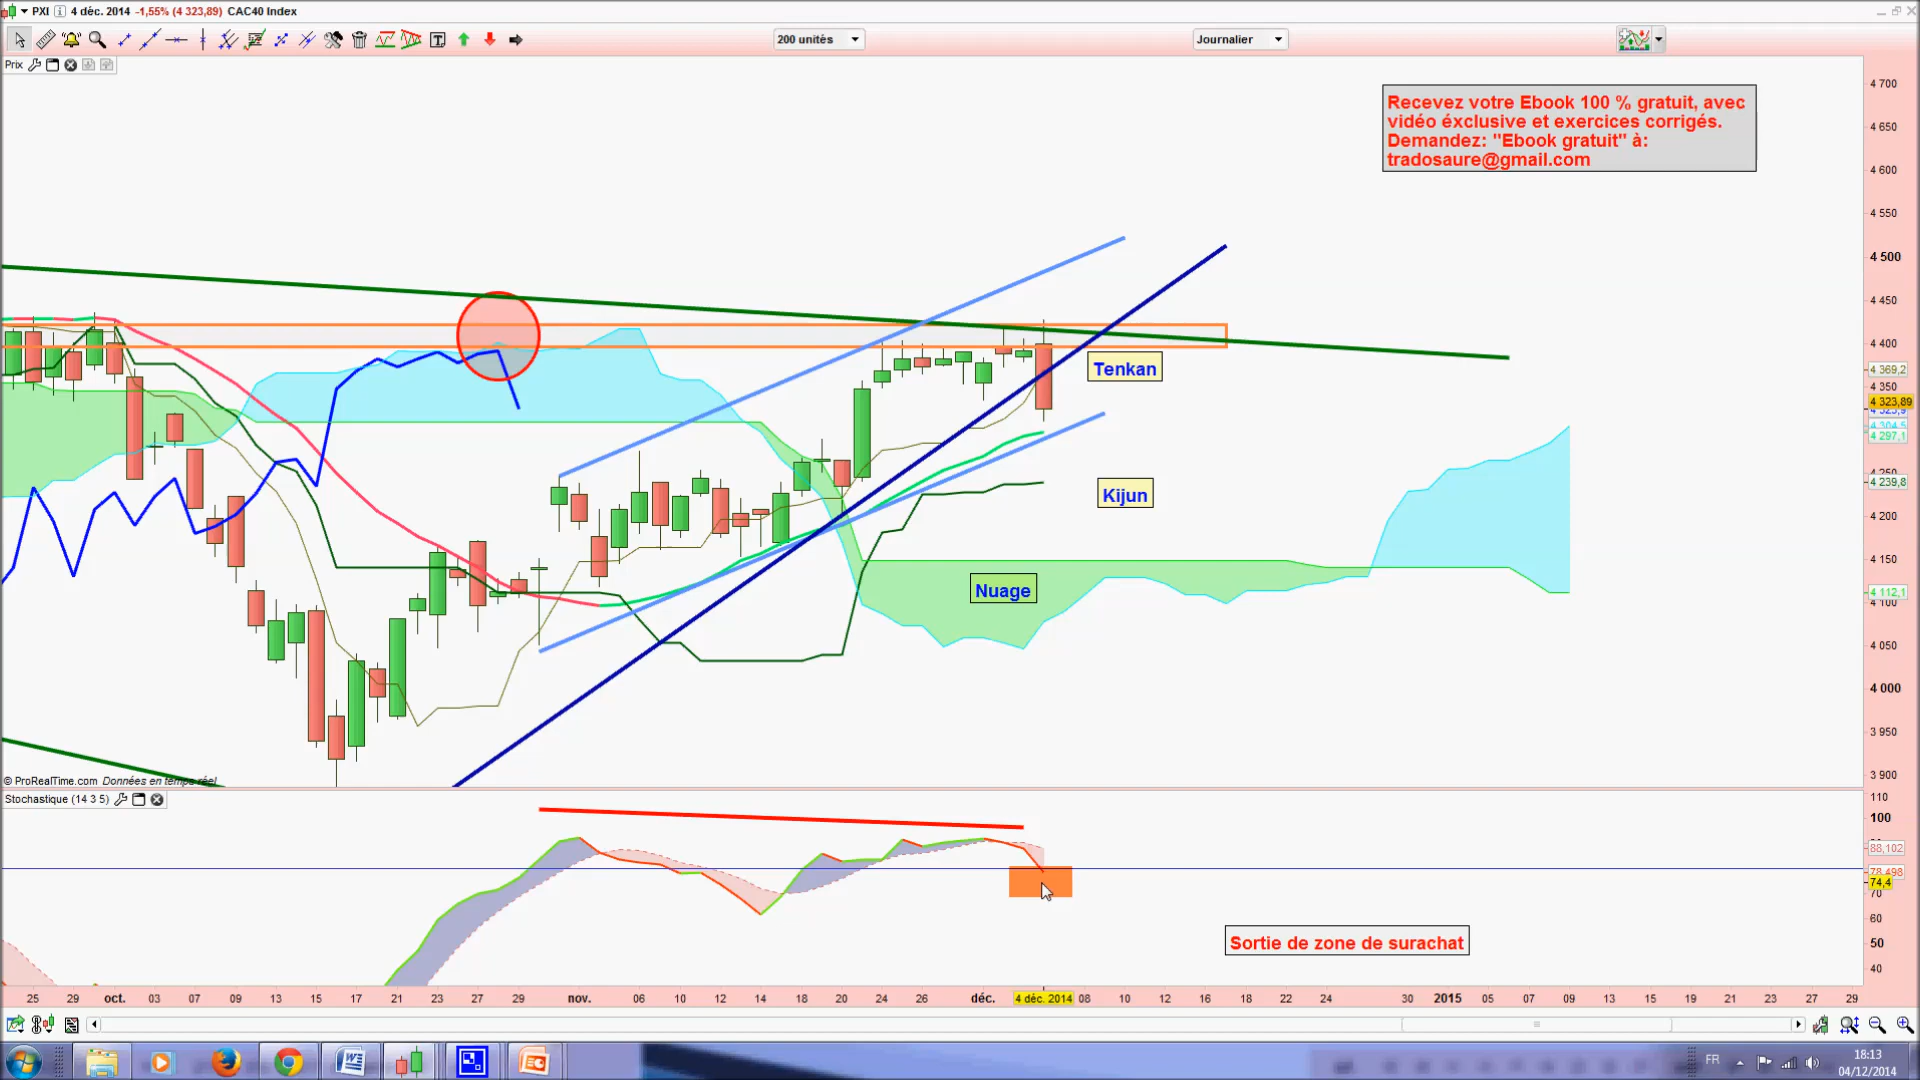 PXI 4 déc. 2014 -1,55% (4 323,89) CAC40 Index
200 unités
Journalier
Prix
Recevez votre Ebook 100 % gratuit, avec
vidéo éxclusive et exercices corrigés.
Demandez: "Ebook gratuit" à:
tradosaure@gmail.com
4 700
4 650
4 600
4 550
4 500
4 450
4 400
4 369,2
4 350
4 323,89
4 297,1
4 250
4 239,8
4 200
4 150
4 112,1
4 100
4 050
4 000
3 950
3 900
Tenkan
Kijun
Nuage
© ProRealTime.com Données en temps réel
Stochastique (14 3 5)
110
100
88,102
78,498
74,4
70
60
50
40
Sortie de zone de surachat
25 29 oct. 03 07 09 13 15 17 21 23 27 29 nov. 06 10 12 14 18 20 24 26 déc. 4 déc. 2014 08 10 12 16 18 22 24 30 2015 05 07 09 13 15 19 21 23 27 29
FR
18:13
04/12/2014